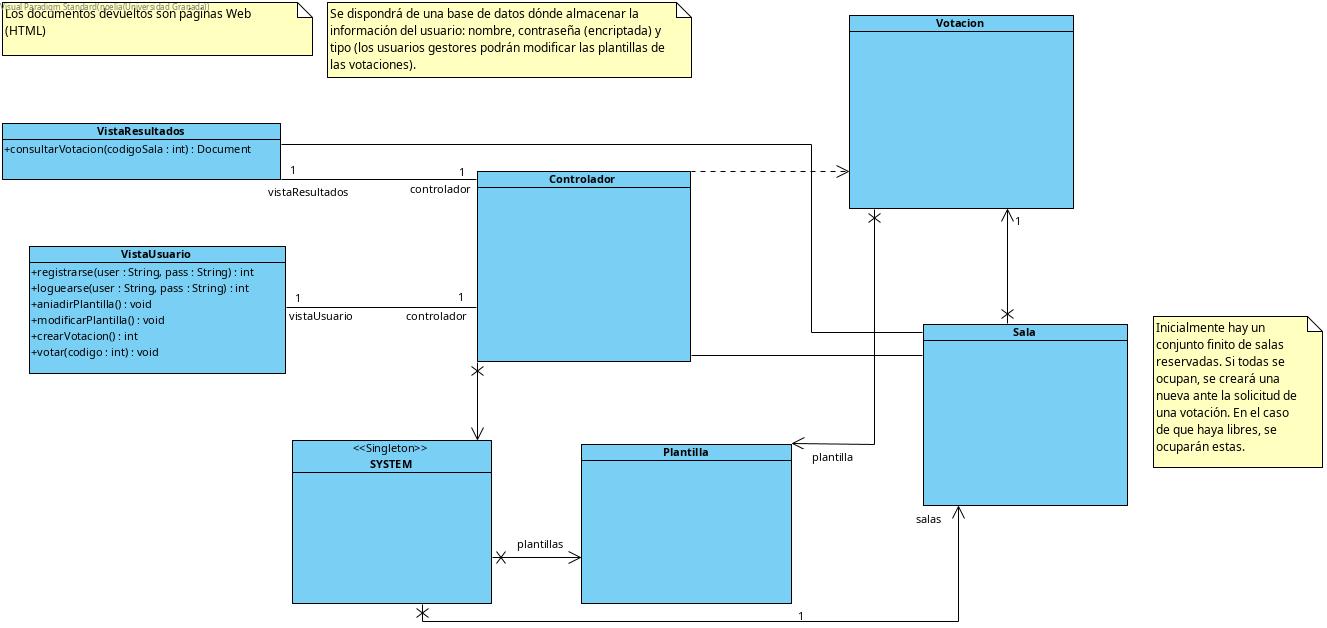 Visual Paradigm Standard(noelia(Universidad Granada))
Los documentos devueltos son páginas Web
(HTML)
Se dispondrá de una base de datos dónde almacenar la
información del usuario: nombre, contraseña (encriptada) y
tipo (los usuarios gestores podrán modificar las plantillas de
las votaciones).
Votacion
VistaResultados
+consultarVotacion(codigoSala : int) : Document
1
vistaResultados
1
controlador
Controlador
VistaUsuario
+registrarse(user : String, pass : String) : int
+loguearse(user : String, pass : String) : int
+aniadirPlantilla() : void
+modificarPlantilla() : void
+crearVotacion() : int
+votar(codigo : int) : void
1
vistaUsuario
1
controlador
1
Sala
Inicialmente hay un
conjunto finito de salas
reservadas. Si todas se
ocupan, se creará una
nueva ante la solicitud de
una votación. En el caso
de que haya libres, se
ocuparán estas.
<<Singleton>>
SYSTEM
Plantilla
plantilla
plantillas
salas
1